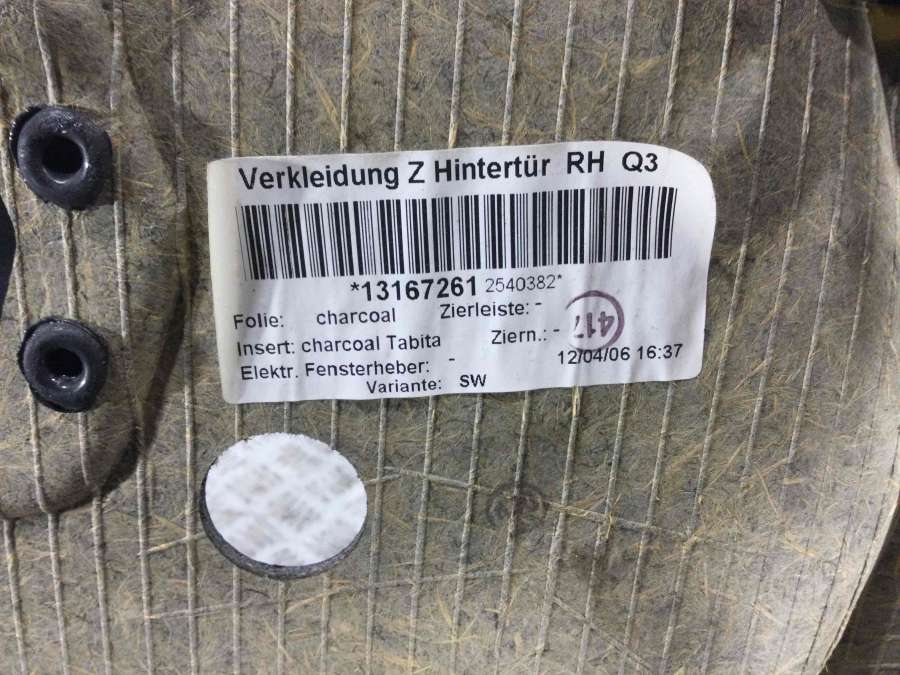 Verkleidung Z Hintertür RH Q3
*13167261 2540382*
Folie: charcoal Zierleiste: -
Insert: charcoal Tabita Ziern.: - 417
Elektr. Fensterheber: - 12/04/06 16:37
Variante: SW